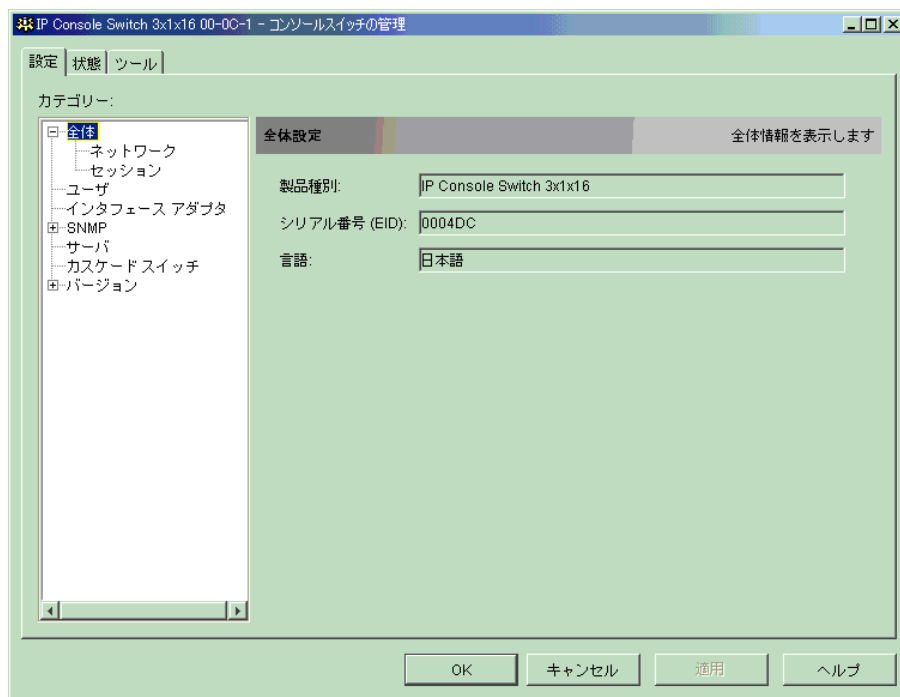 IP Console Switch 3x1x16 00-0C-1 - コンソールスイッチの管理
設定 状態 ツール
カテゴリー:
全体
ネットワーク
セッション
ユーザ
インタフェース アダプタ
SNMP
サーバ
カスケード スイッチ
バージョン
全体設定 全体情報を表示します
製品種別: IP Console Switch 3x1x16
シリアル番号 (EID): 0004DC
言語: 日本語
OK キャンセル 適用 ヘルプ